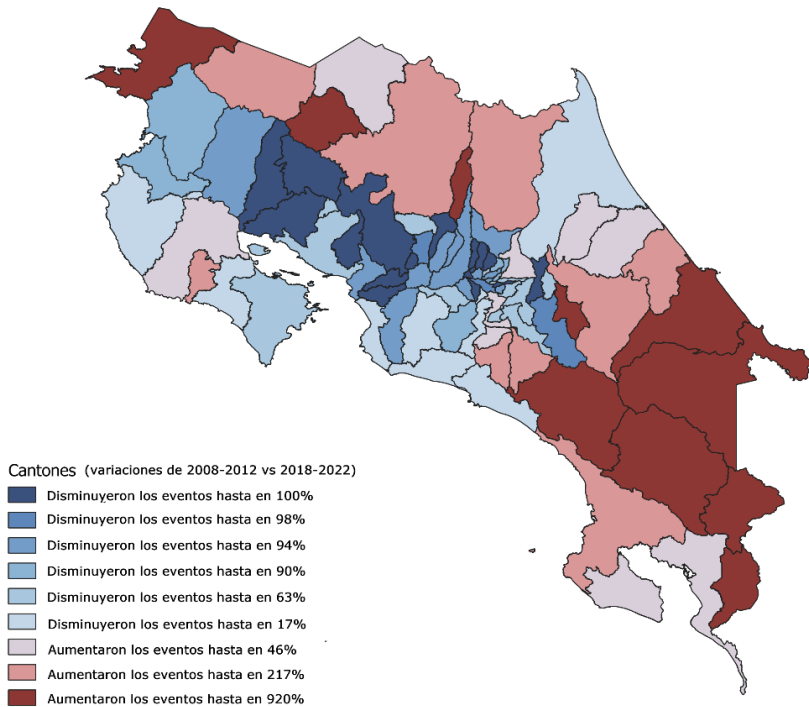 Cantones (variaciones de 2008-2012 vs 2018-2022)
Disminuyeron los eventos hasta en 100%
Disminuyeron los eventos hasta en 98%
Disminuyeron los eventos hasta en 94%
Disminuyeron los eventos hasta en 90%
Disminuyeron los eventos hasta en 63%
Disminuyeron los eventos hasta en 17%
Aumentaron los eventos hasta en 46%
Aumentaron los eventos hasta en 217%
Aumentaron los eventos hasta en 920%